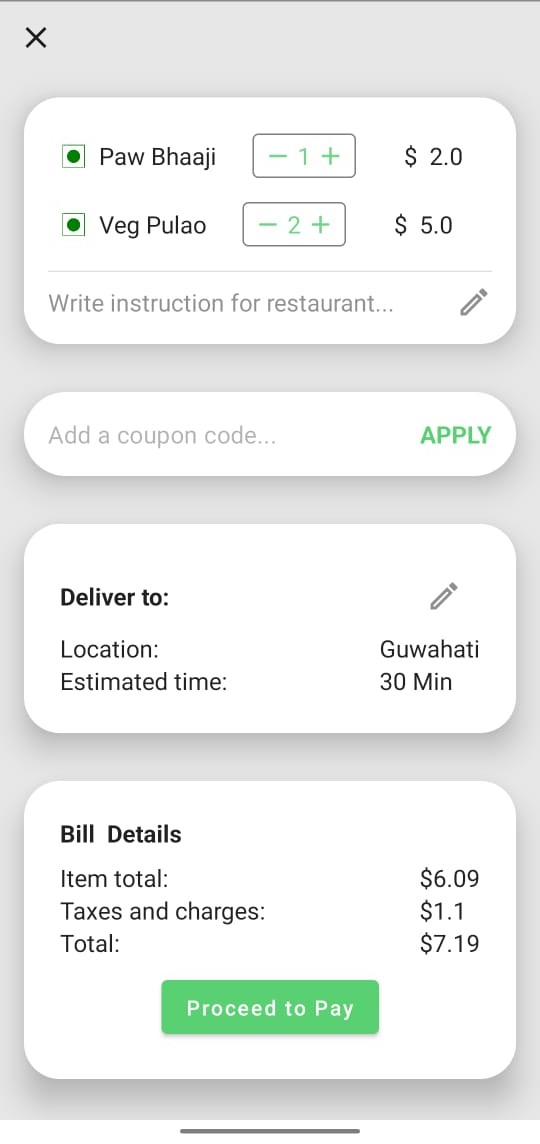 Paw Bhaaji − 1 + $ 2.0
Veg Pulao − 2 + $ 5.0
Write instruction for restaurant...
Add a coupon code... APPLY
Deliver to:
Location: Guwahati
Estimated time: 30 Min
Bill Details
Item total: $6.09
Taxes and charges: $1.1
Total: $7.19
Proceed to Pay